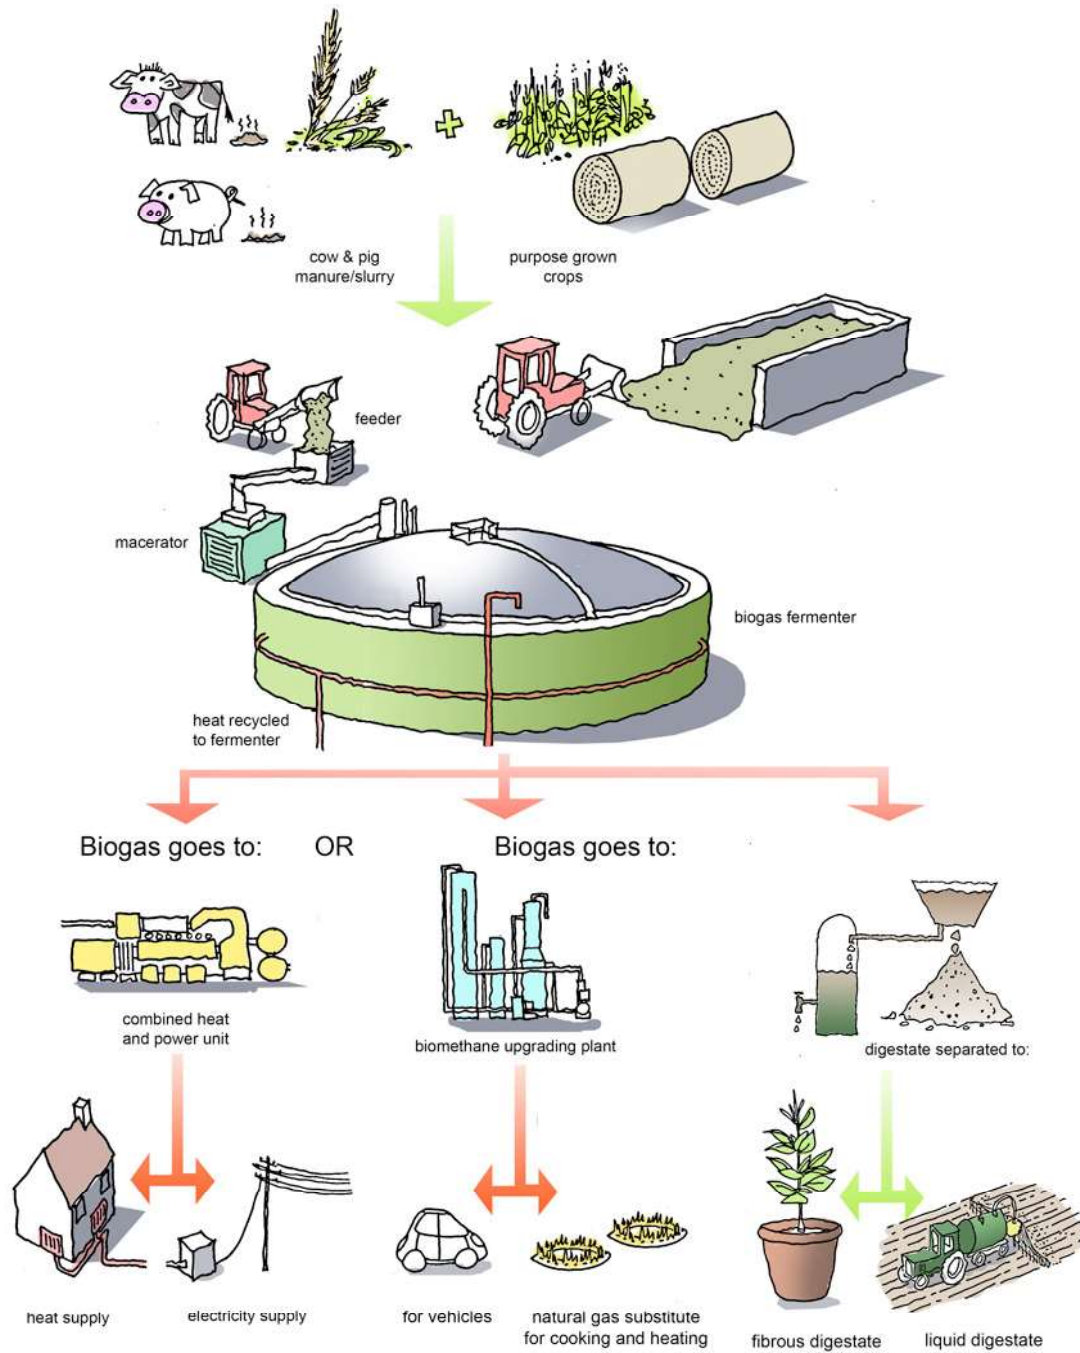 cow & pig
manure/slurry
purpose grown
crops
feeder
macerator
biogas fermenter
heat recycled
to fermenter
Biogas goes to:
OR
Biogas goes to:
combined heat
and power unit
biomethane upgrading plant
digestate separated to:
heat supply
electricity supply
for vehicles
natural gas substitute
for cooking and heating
fibrous digestate
liquid digestate